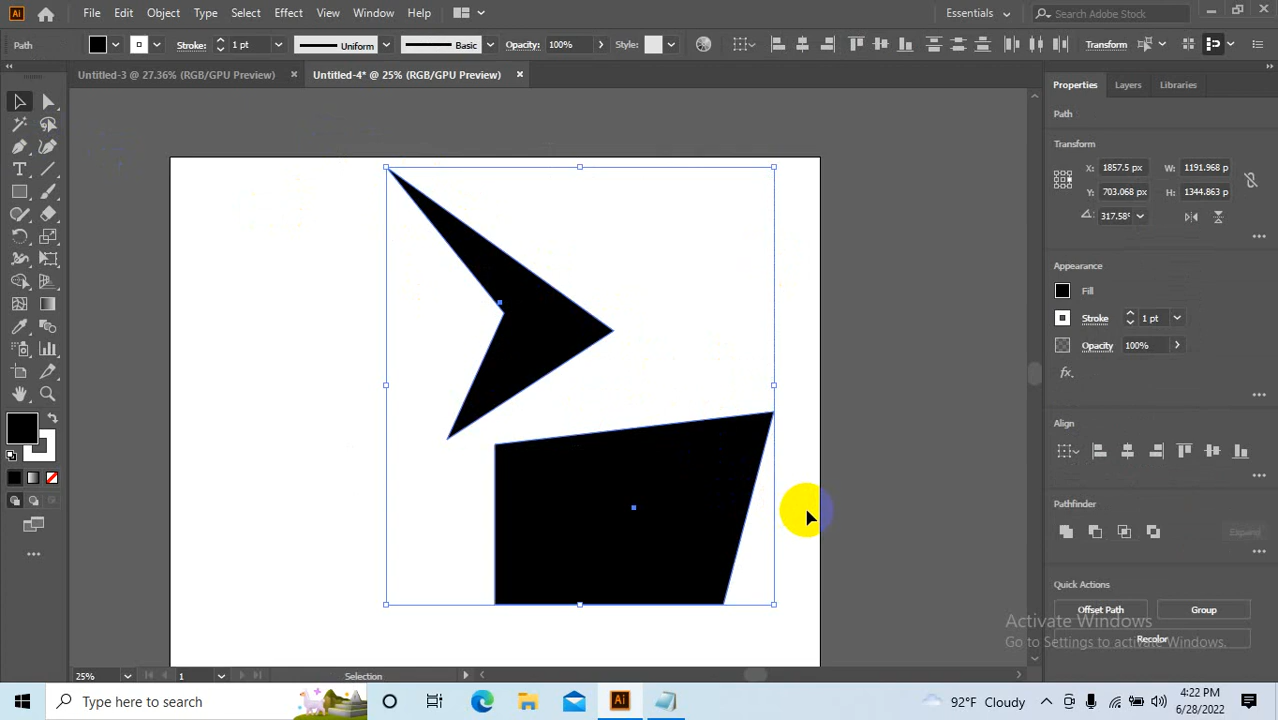 Ai File Edit Object Type Select Effect View Window Help Essentials Search Adobe Stock
Path Stroke: 1 pt Uniform Basic Opacity: 100% Style: Transform
Untitled-3 @ 27.36% (RGB/GPU Preview) × Untitled-4* @ 25% (RGB/GPU Preview) ×
Properties Layers Libraries
Path
Transform
X: 1857.5 px W: 1191.968 p
Y: 703.068 px H: 1344.863 p
317.58°
Appearance
Fill
Stroke 1 pt
Opacity 100%
fx.
Align
Pathfinder
Expand
Quick Actions
Offset Path Group
Recolor
Activate Windows
Go to Settings to activate Windows.
25% 1 Selection
Type here to search Ai 92°F Cloudy 4:22 PM
6/28/2022